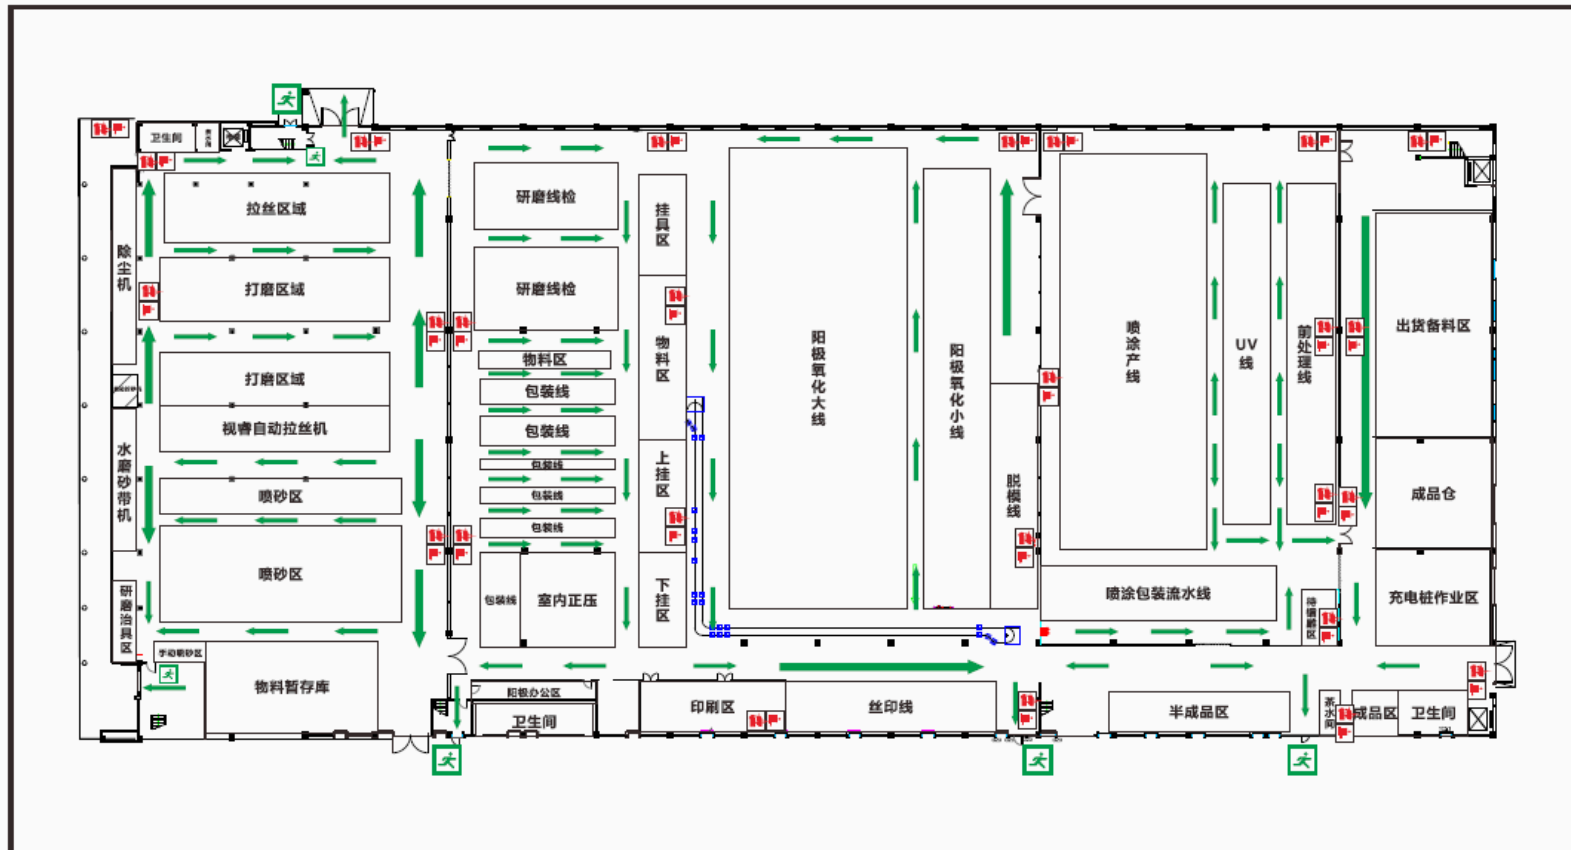 卫生间
拉丝区域
除尘机
打磨区域
打磨区域
视睿自动拉丝机
水磨砂带机
喷砂区
喷砂区
研磨治具区
手动喷砂区
物料暂存库
研磨线检
研磨线检
物料区
包装线
包装线
包装线
包装线
包装线
包装线
室内正压
阳极办公区
卫生间
挂具区
物料区
上挂区
下挂区
印刷区
丝印线
阳极氧化大线
阳极氧化小线
脱模线
喷涂产线
UV线
前处理线
喷涂包装流水线
半成品区
茶水间
成品区
卫生间
出货备料区
成品仓
充电桩作业区